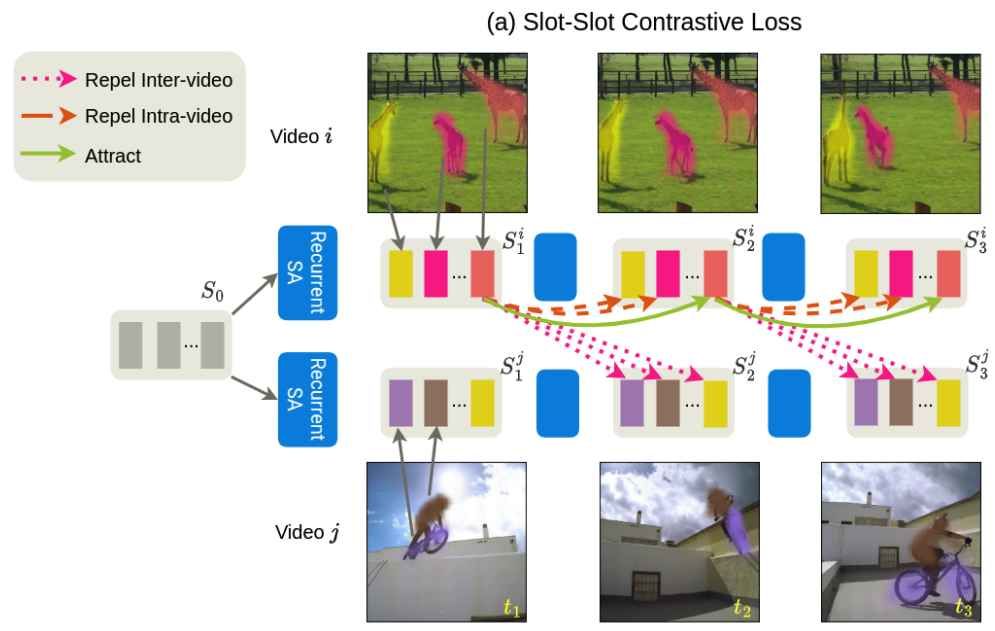 (a) Slot-Slot Contrastive Loss
Repel Inter-video
Repel Intra-video
Attract
Video i
S_1^i
S_2^i
S_3^i
Recurrent SA
S_0
...
...
...
...
Recurrent SA
S_1^j
S_2^j
S_3^j
...
...
...
Video j
t_1
t_2
t_3